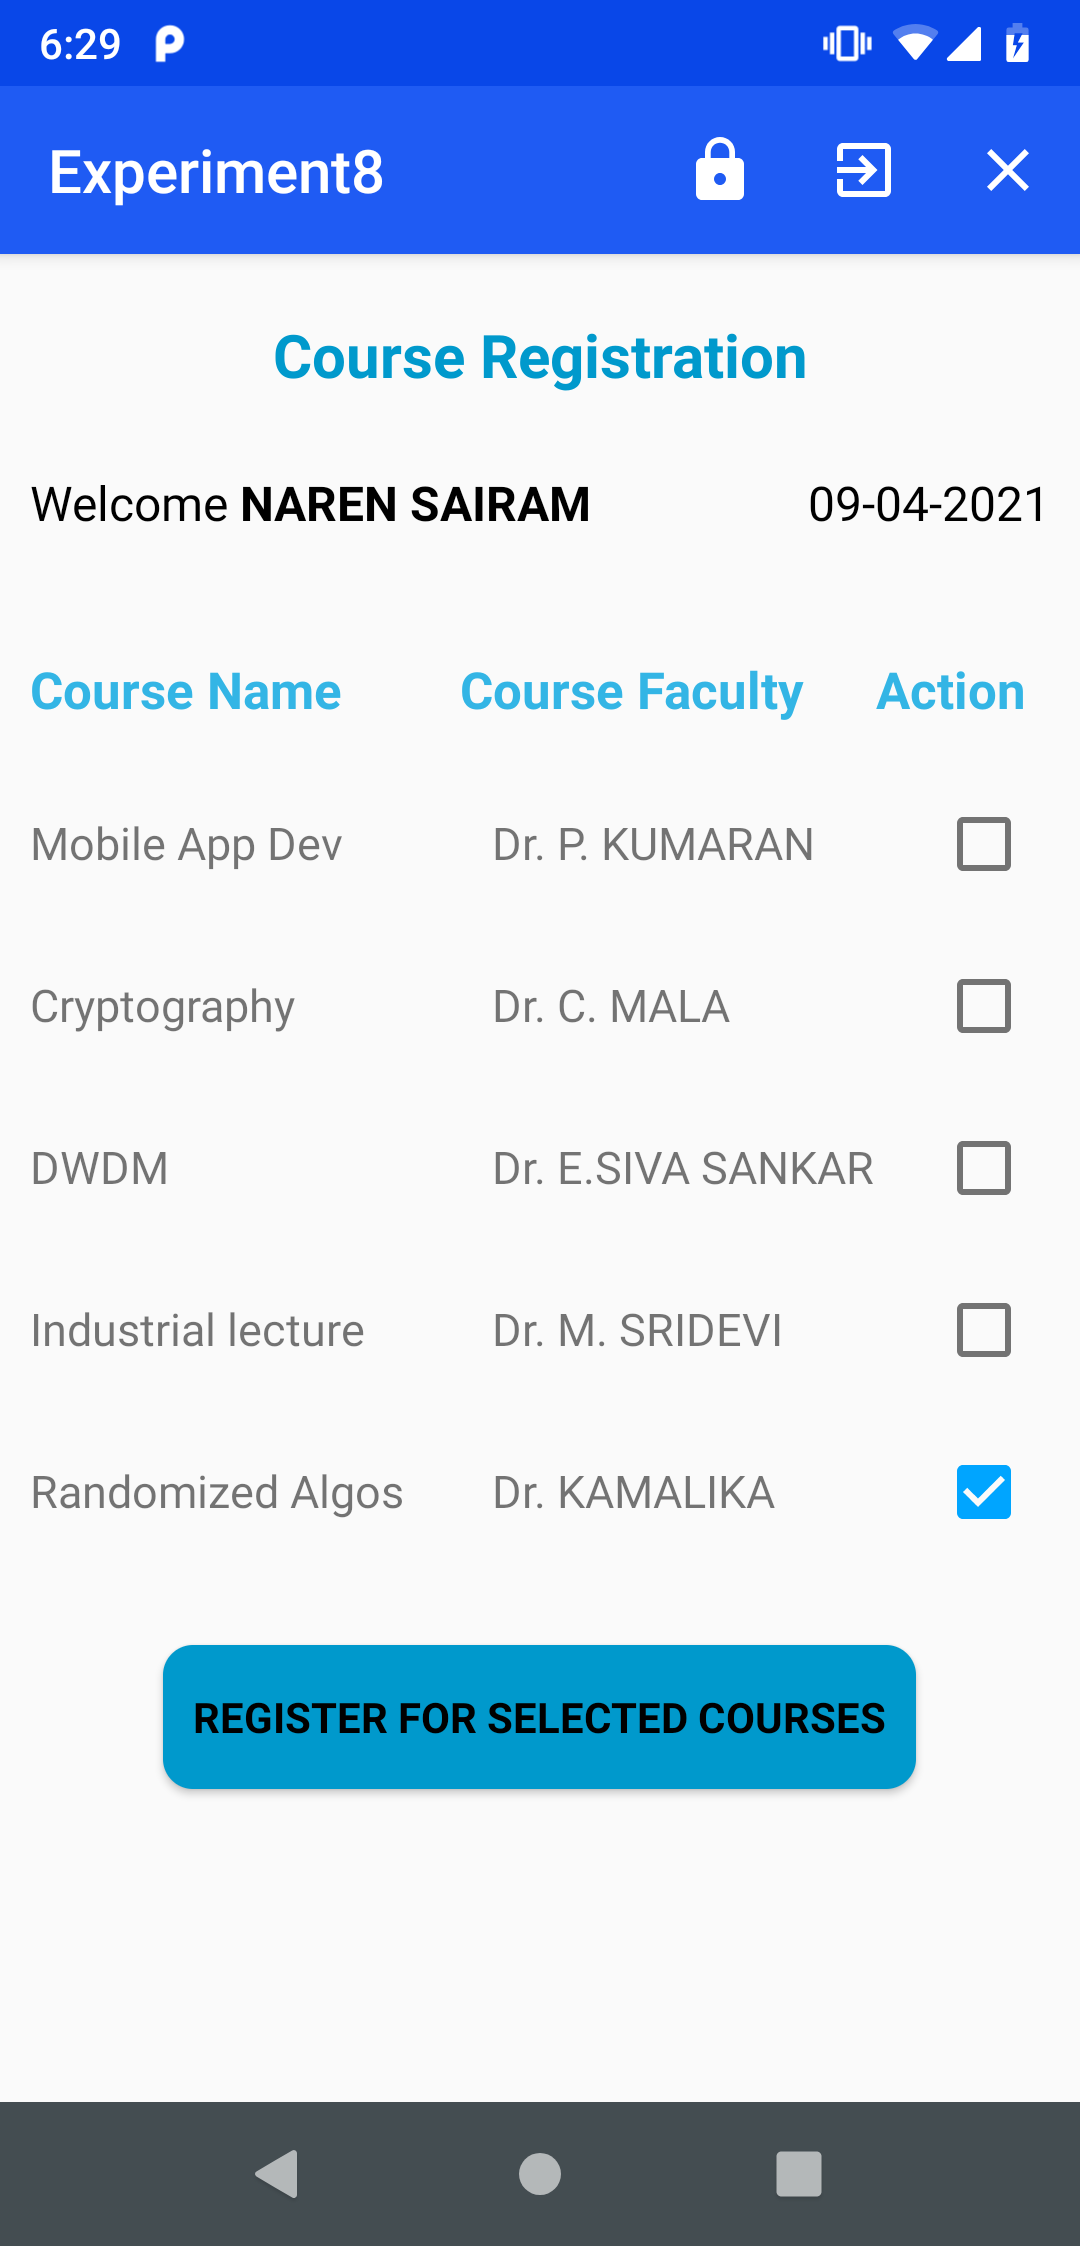 6:29
Experiment8
Course Registration
Welcome NAREN SAIRAM 09-04-2021
Course Name Course Faculty Action
Mobile App Dev Dr. P. KUMARAN
Cryptography Dr. C. MALA
DWDM Dr. E.SIVA SANKAR
Industrial lecture Dr. M. SRIDEVI
Randomized Algos Dr. KAMALIKA
REGISTER FOR SELECTED COURSES